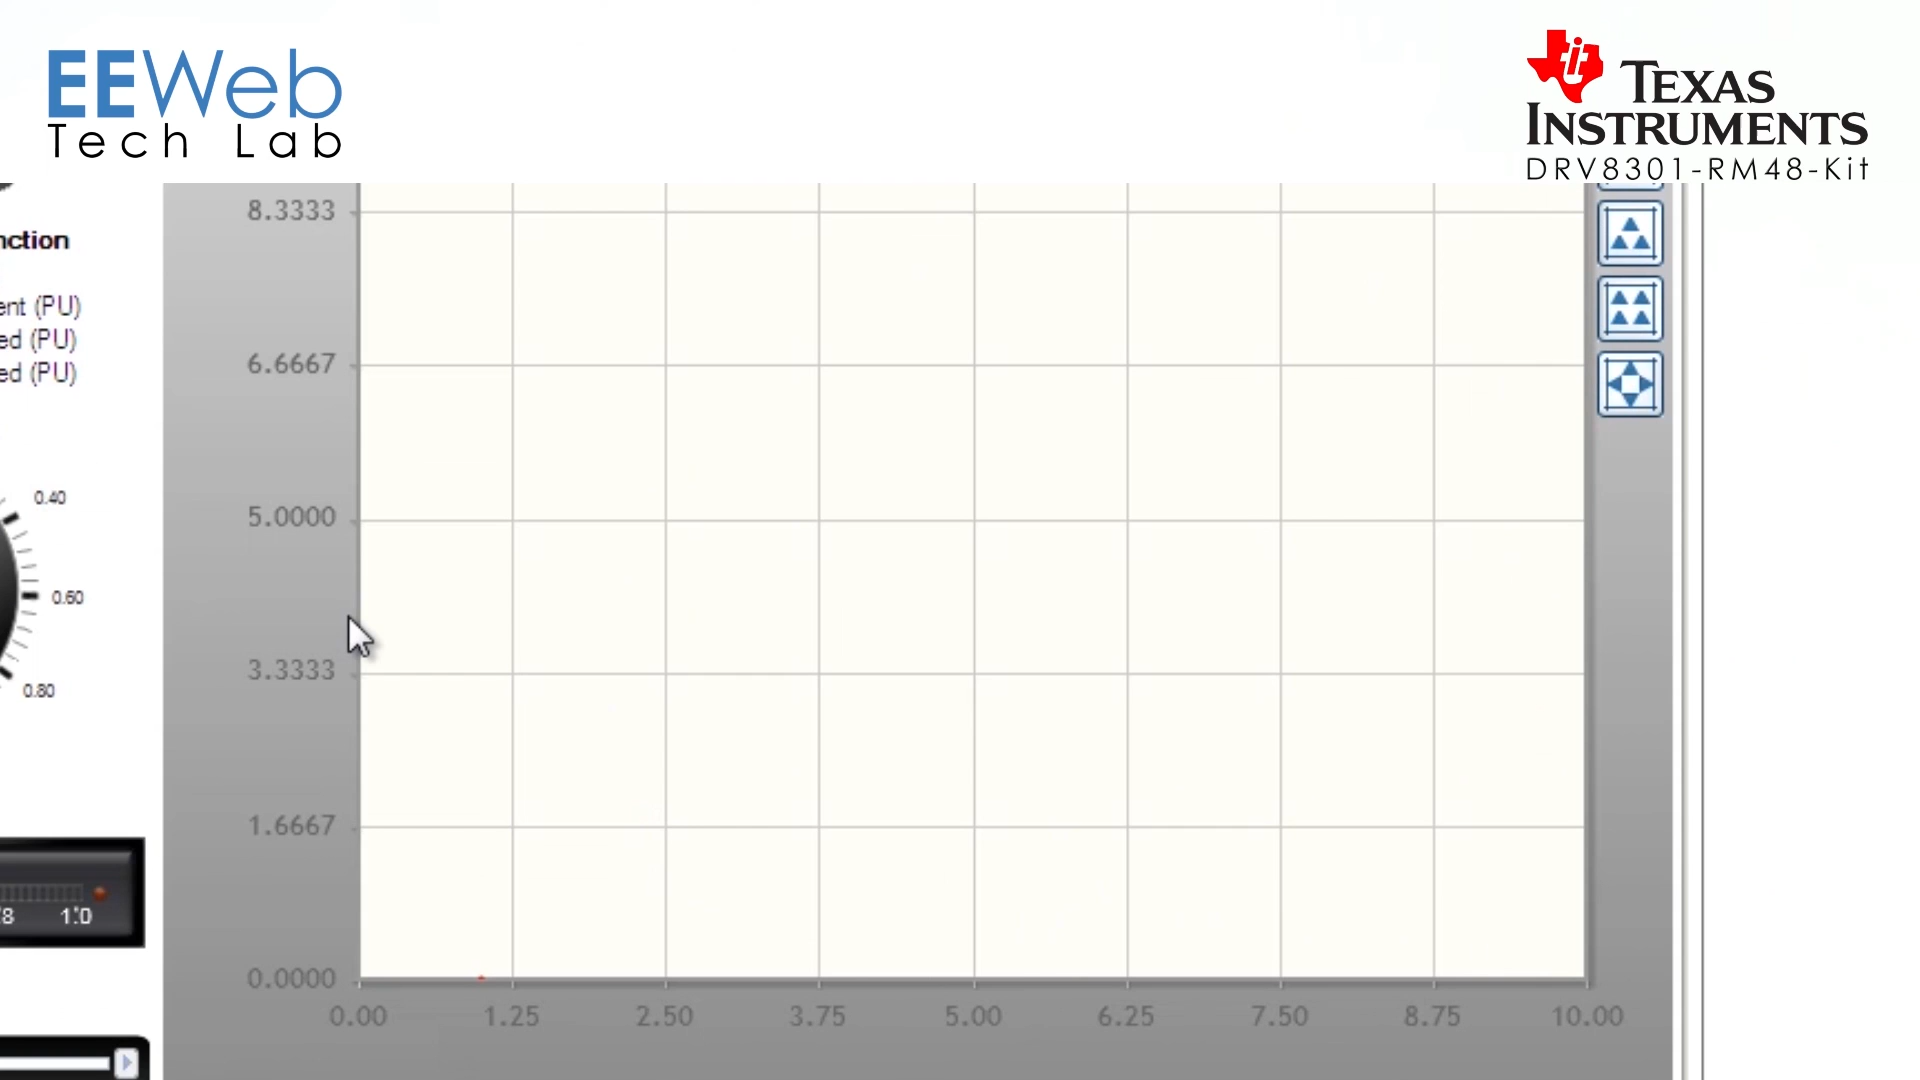 EEWeb
Tech Lab
TEXAS
INSTRUMENTS
DRV8301-RM48-Kit
nction
ent (PU)
ed (PU)
ed (PU)
0.40
0.60
0.80
8 1.0
8.3333
6.6667
5.0000
3.3333
1.6667
0.0000
0.00 1.25 2.50 3.75 5.00 6.25 7.50 8.75 10.00